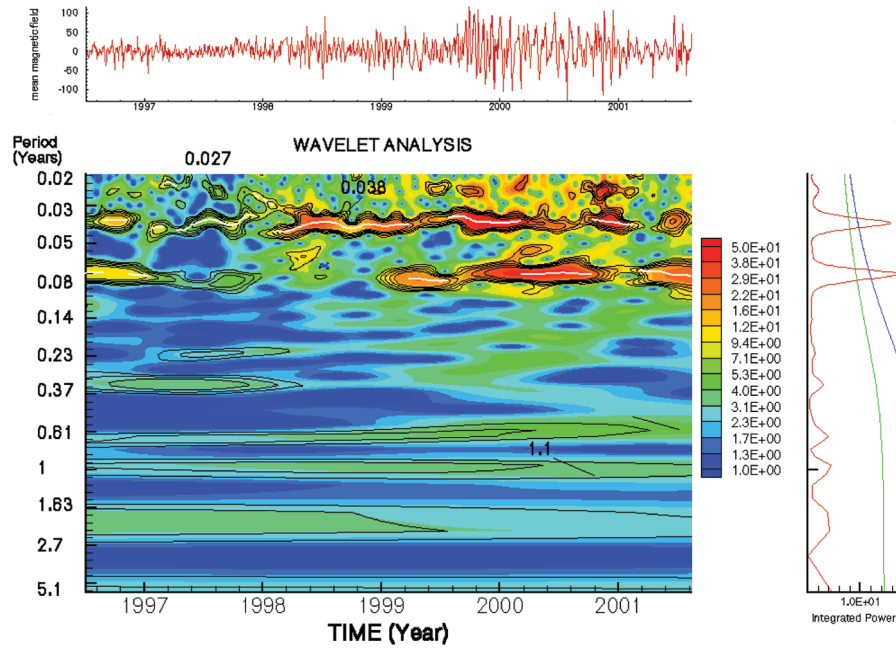 mean magnetic field
100
50
0
-50
-100
1997
1998
1999
2000
2001
WAVELET ANALYSIS
Period
(Years)
0.027
0.038
1.1
0.02
0.03
0.05
0.08
0.14
0.23
0.37
0.61
1
1.83
2.7
5.1
5.0E+01
3.8E+01
2.9E+01
2.2E+01
1.6E+01
1.2E+01
9.4E+00
7.1E+00
5.3E+00
4.0E+00
3.1E+00
2.3E+00
1.7E+00
1.3E+00
1.0E+00
1997
1998
1999
2000
2001
TIME (Year)
1.0E+01
Integrated Power